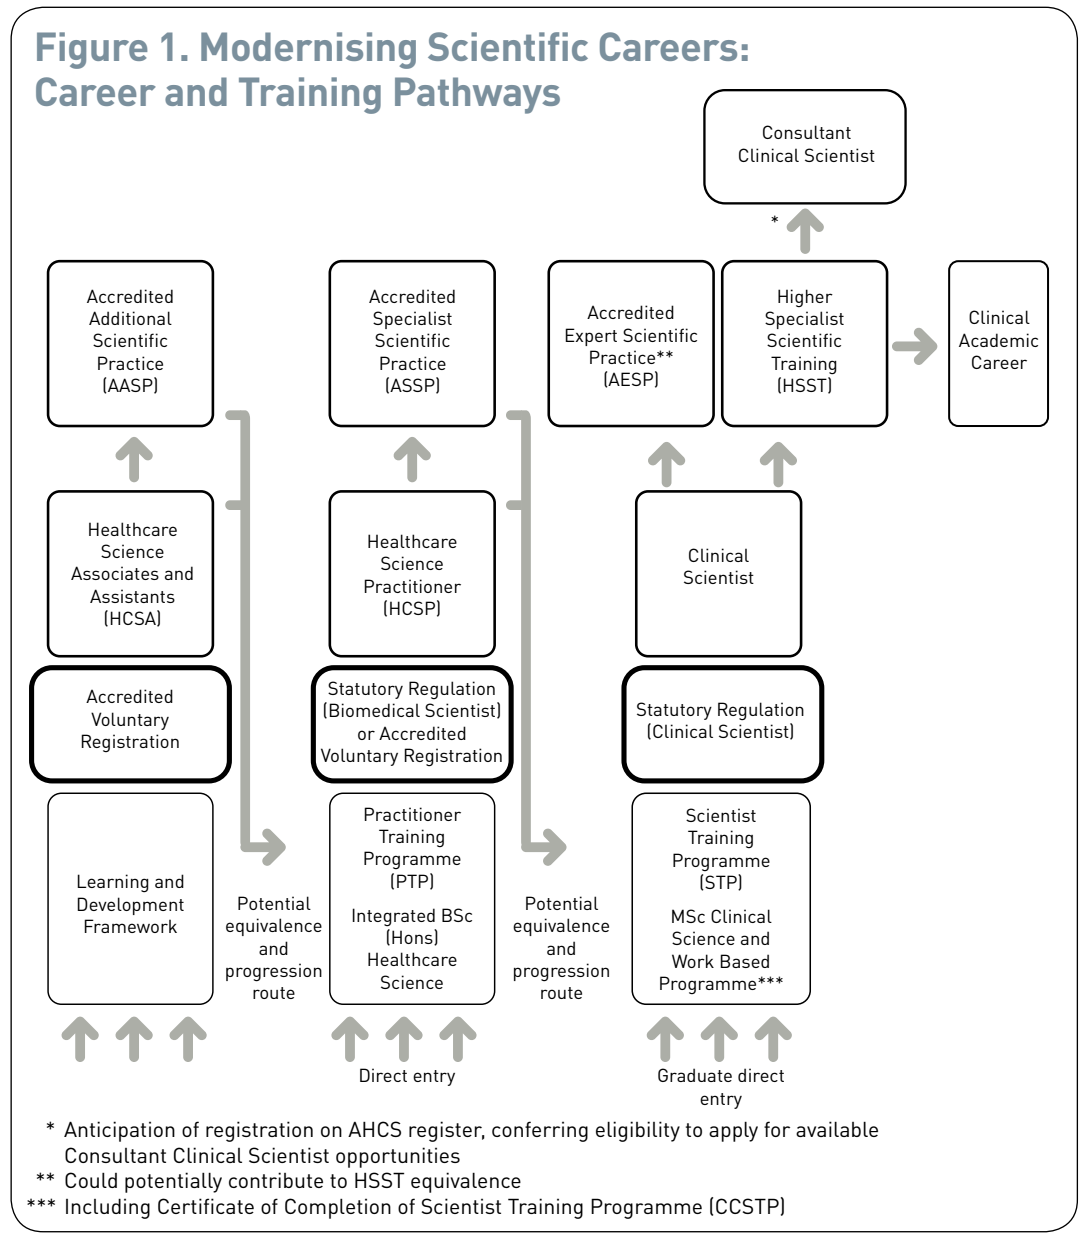 Figure 1. Modernising Scientific Careers:
Career and Training Pathways
Consultant
Clinical Scientist
*
Accredited
Additional
Scientific
Practice
(AASP)
Accredited
Specialist
Scientific
Practice
(ASSP)
Accredited
Expert Scientific
Practice**
(AESP)
Higher
Specialist
Scientific
Training
(HSST)
Clinical
Academic
Career
Healthcare
Science
Associates and
Assistants
(HCSA)
Healthcare
Science
Practitioner
(HCSP)
Clinical
Scientist
Accredited
Voluntary
Registration
Statutory Regulation
(Biomedical Scientist)
or Accredited
Voluntary Registration
Statutory Regulation
(Clinical Scientist)
Learning and
Development
Framework
Potential
equivalence
and
progression
route
Practitioner
Training
Programme
(PTP)
Integrated BSc
(Hons)
Healthcare
Science
Potential
equivalence
and
progression
route
Scientist
Training
Programme
(STP)
MSc Clinical
Science and
Work Based
Programme***
Direct entry
Graduate direct
entry
* Anticipation of registration on AHCS register, conferring eligibility to apply for available
Consultant Clinical Scientist opportunities
** Could potentially contribute to HSST equivalence
*** Including Certificate of Completion of Scientist Training Programme (CCSTP)